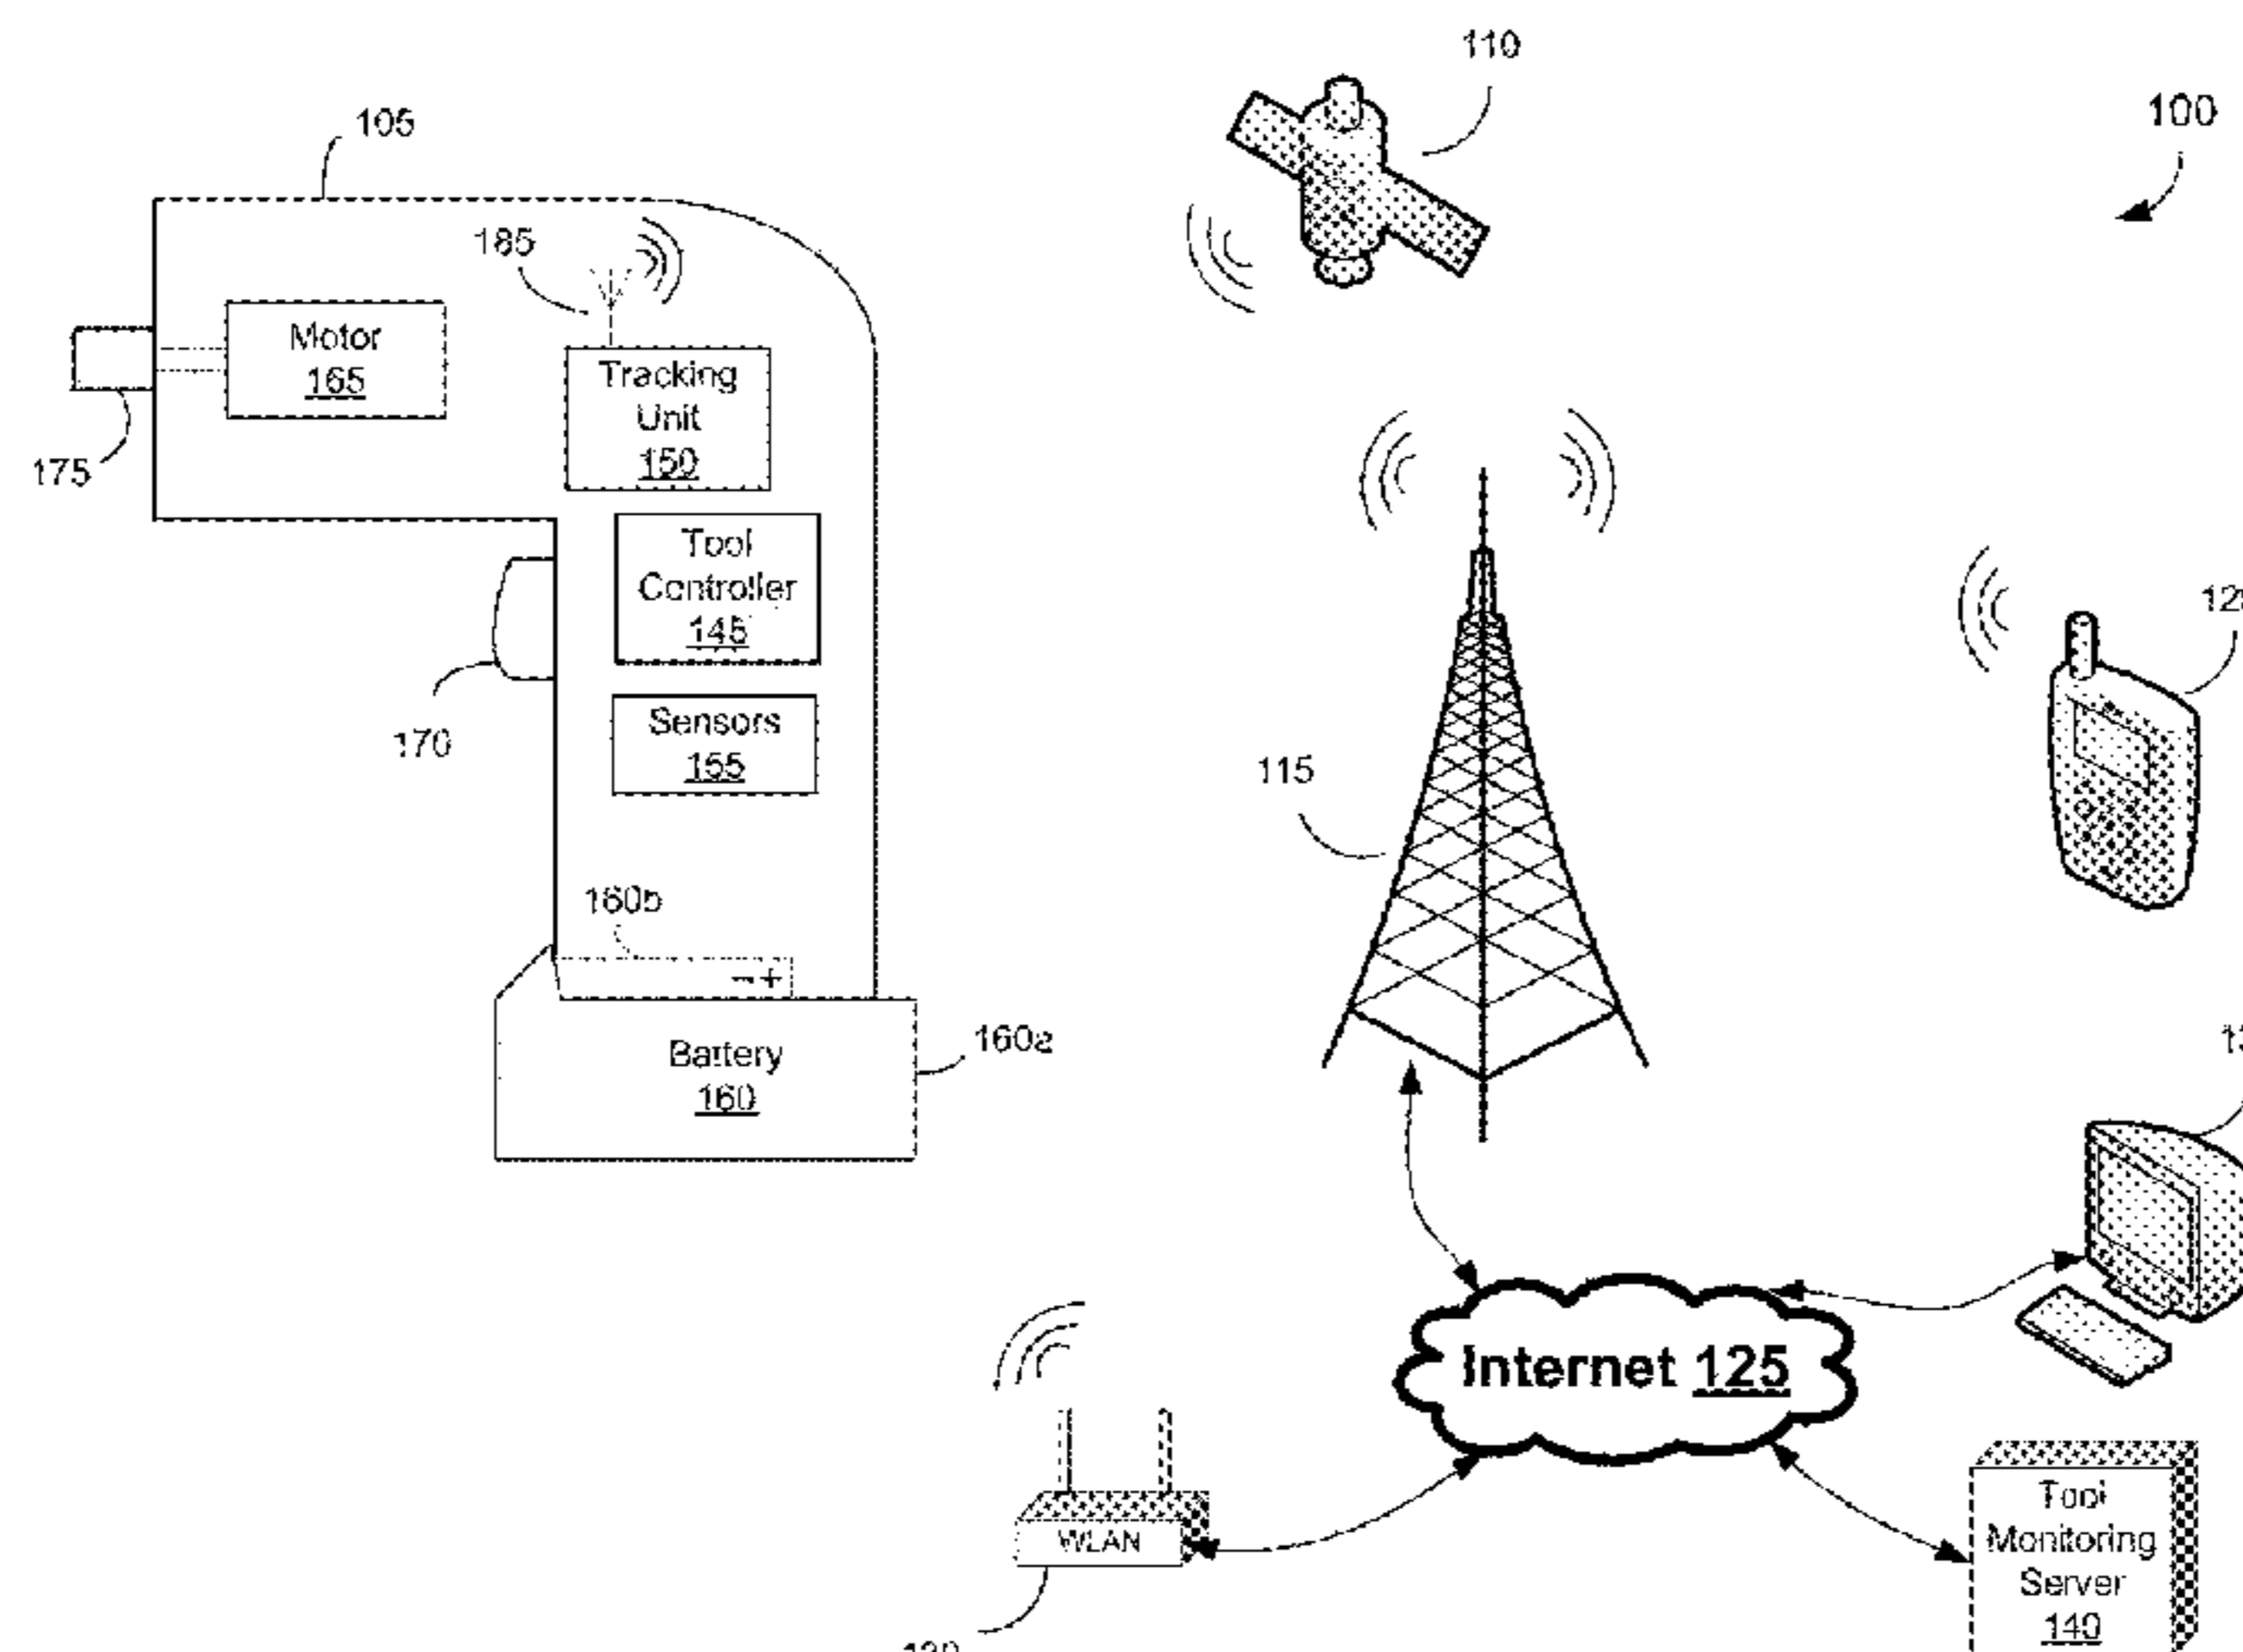 110
100
105
185
Motor
165
Tracking
Unit
150
175
Tool
Controller
145
170
Sensors
155
115
160b
- +
160a
Battery
160
Internet 125
WLAN
Tool
Monitoring
Server
140